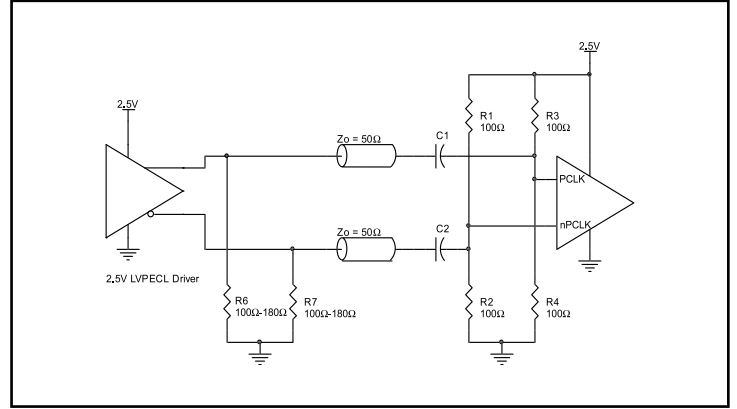 2.5V
2.5V
R1
100Ω
R3
100Ω
Zo = 50Ω
C1
PCLK
Zo = 50Ω
C2
nPCLK
2.5V LVPECL Driver
R6
100Ω-180Ω
R7
100Ω-180Ω
R2
100Ω
R4
100Ω